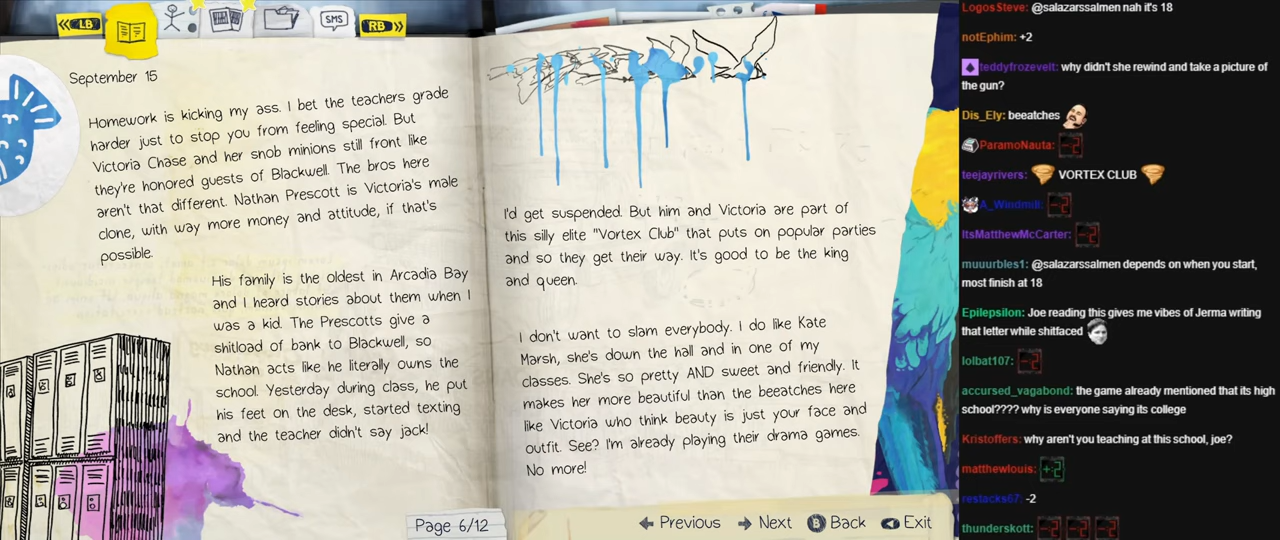 LB
SMS
RB
September 15
Homework is kicking my ass. I bet the teachers grade
harder just to stop you from feeling special. But
Victoria Chase and her snob minions still front like
they're honored guests of Blackwell. The bros here
aren't that different. Nathan Prescott is Victoria's male
clone, with way more money and attitude, if that's
possible.
His family is the oldest in Arcadia Bay
and I heard stories about them when I
was a kid. The Prescotts give a
shitload of bank to Blackwell, so
Nathan acts like he literally owns the
school. Yesterday during class, he put
his feet on the desk, started texting
and the teacher didn't say jack!
I'd get suspended. But him and Victoria are part of
this silly elite "Vortex Club" that puts on popular parties
and so they get their way. It's good to be the king
and queen.
I don't want to slam everybody. I do like Kate
Marsh, she's down the hall and in one of my
classes. She's so pretty AND sweet and friendly. It
makes her more beautiful than the beeatches here
like Victoria who think beauty is just your face and
outfit. See? I'm already playing their drama games.
No more!
Page 6/12
Previous
Next
B Back
Exit
LogosSteve: @salazarssalmen nah it's 18
notEphim: +2
teddyfrozevelt: why didn't she rewind and take a picture of
the gun?
Dis_Ely: beeatches
ParamoNauta: -2
teejayrivers: VORTEX CLUB
A_Windmill: -2
ItsMatthewMcCarter: -2
muuurbles1: @salazarssalmen depends on when you start,
most finish at 18
Epilepsilon: Joe reading this gives me vibes of Jerma writing
that letter while shitfaced
lolbat107: -2
accursed_vagabond: the game already mentioned that its high
school???? why is everyone saying its college
Kristoffers: why aren't you teaching at this school, joe?
matthewlouis: +2
restacks67: -2
thunderskott: -2 -2 -2